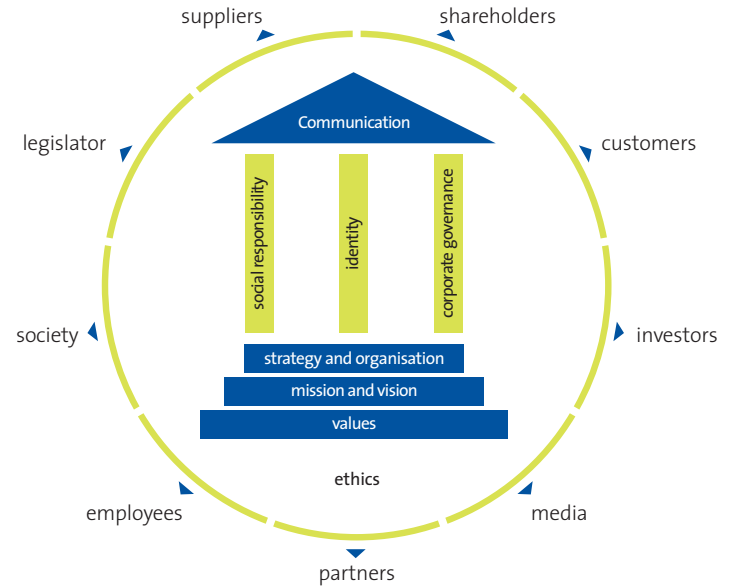 suppliers
shareholders
legislator
customers
Communication
social responsibility
identity
corporate governance
society
investors
strategy and organisation
mission and vision
values
ethics
employees
media
partners